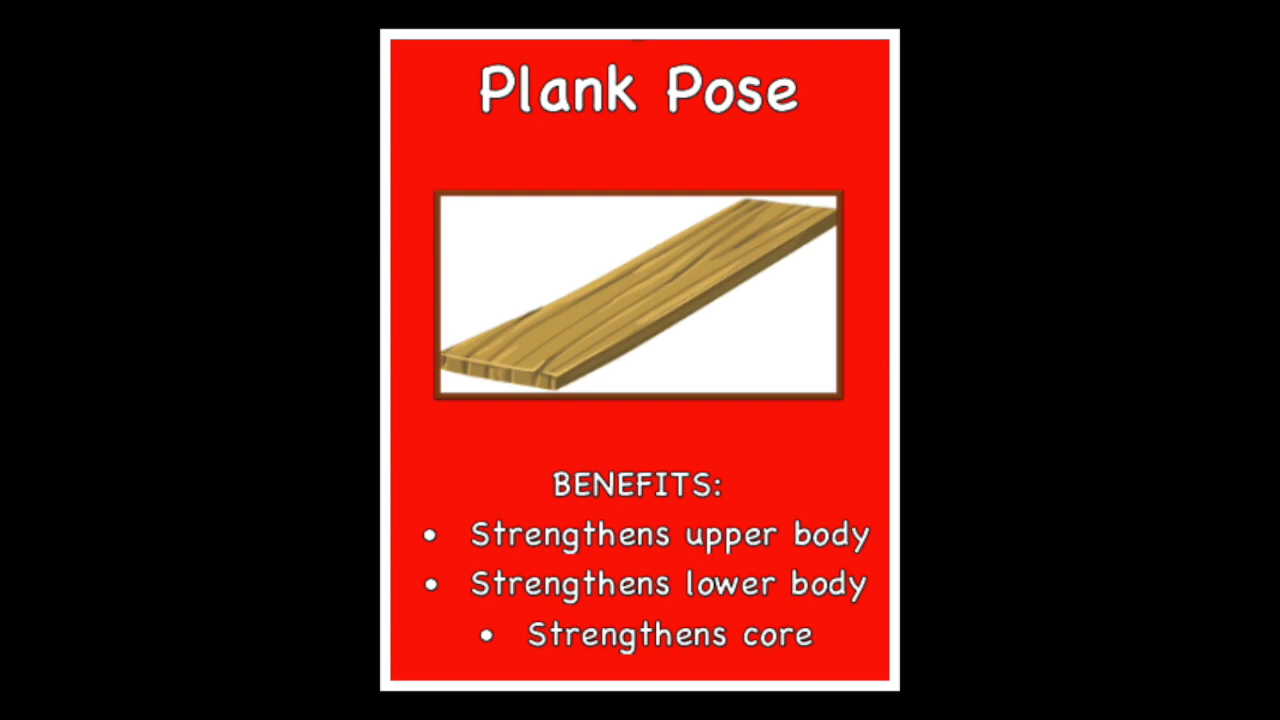 Plank Pose
BENEFITS:
• Strengthens upper body
• Strengthens lower body
• Strengthens core